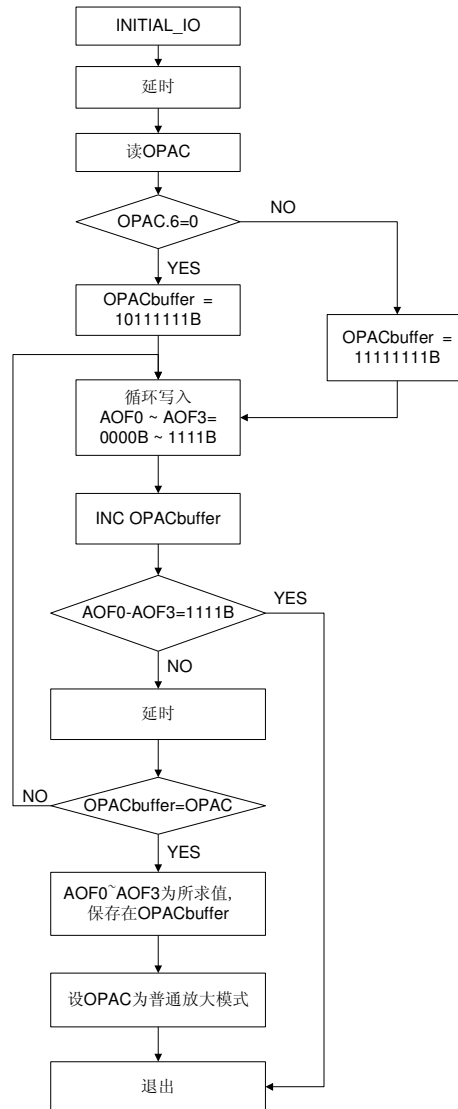 INITIAL_IO
延时
读OPAC
OPAC.6=0
NO
YES
OPACbuffer =
10111111B
OPACbuffer =
11111111B
循环写入
AOF0 ~ AOF3=
0000B ~ 1111B
INC OPACbuffer
AOF0-AOF3=1111B
YES
NO
延时
NO
OPACbuffer=OPAC
YES
AOF0~AOF3为所求值,
保存在OPACbuffer
设OPAC为普通放大模式
退出